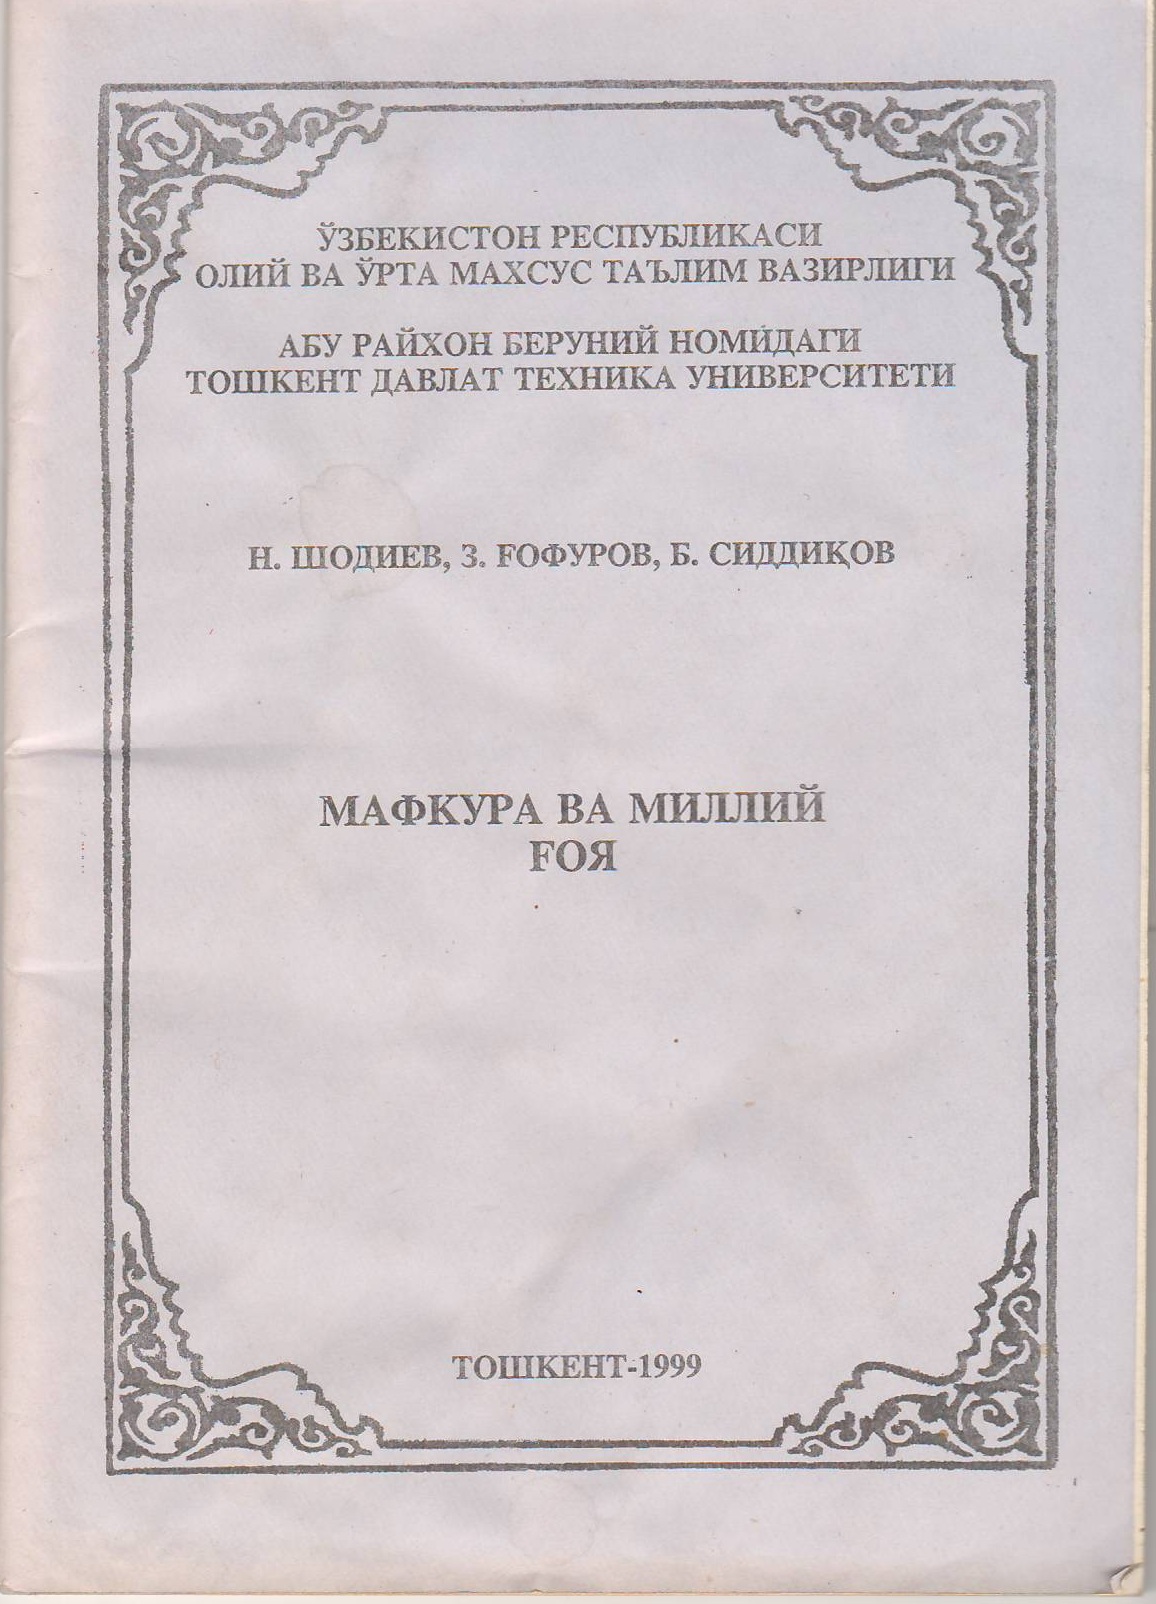 ЎЗБЕКИСТОН РЕСПУБЛИКАСИ
ОЛИЙ ВА ЎРТА МАХСУС ТАЪЛИМ ВАЗИРЛИГИ
АБУ РАЙХОН БЕРУНИЙ НОМИДАГИ
ТОШКЕНТ ДАВЛАТ ТЕХНИКА УНИВЕРСИТЕТИ
Н. ШОДИЕВ, З. ҒОФУРОВ, Б. СИДДИҚОВ
МАФКУРА ВА МИЛЛИЙ
ҒОЯ
ТОШКЕНТ-1999